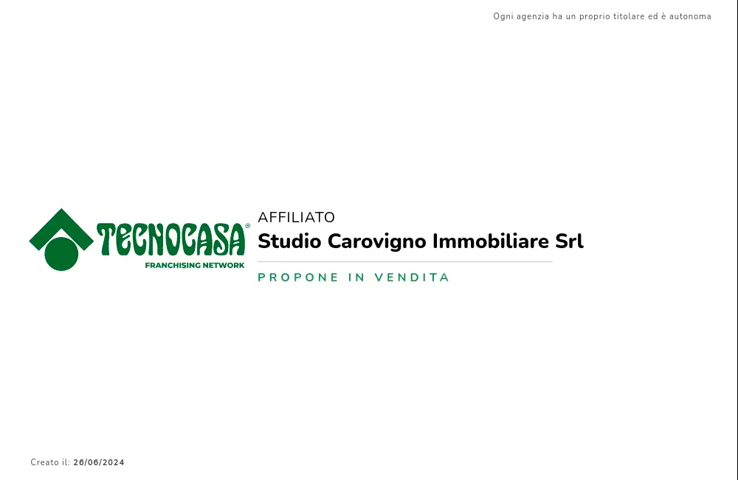 Ogni agenzia ha un proprio titolare ed è autonoma
TECNOCASA®
FRANCHISING NETWORK
AFFILIATO
Studio Carovigno Immobiliare Srl
PROPONE IN VENDITA
Creato il: 26/06/2024